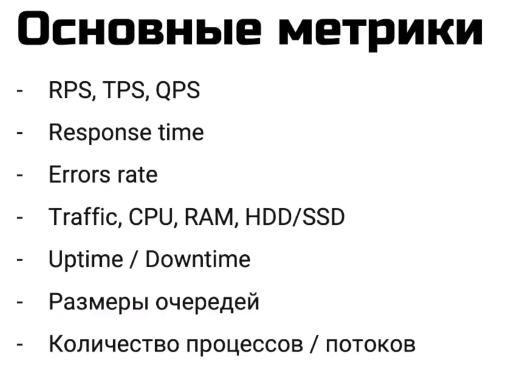 Основные метрики
- RPS, TPS, QPS
- Response time
- Errors rate
- Traffic, CPU, RAM, HDD/SSD
- Uptime / Downtime
- Размеры очередей
- Количество процессов / потоков